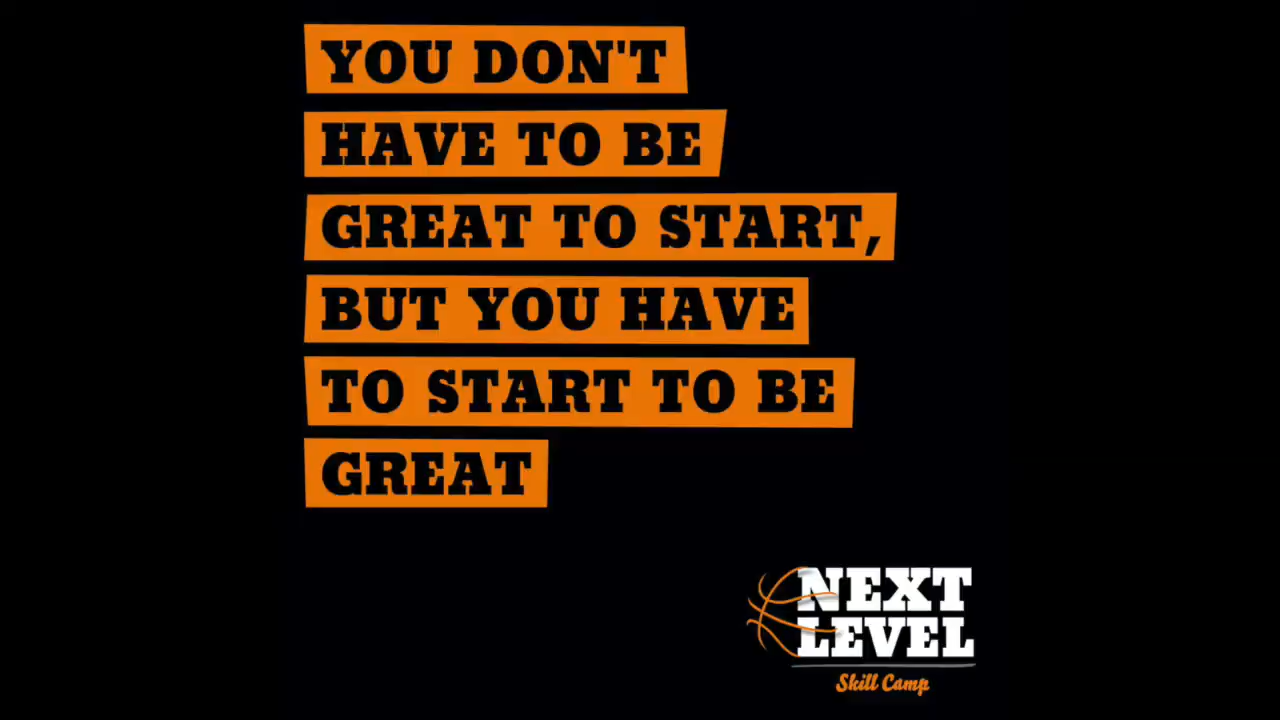 YOU DON'T
HAVE TO BE
GREAT TO START,
BUT YOU HAVE
TO START TO BE
GREAT
NEXT
LEVEL
Skill Camp